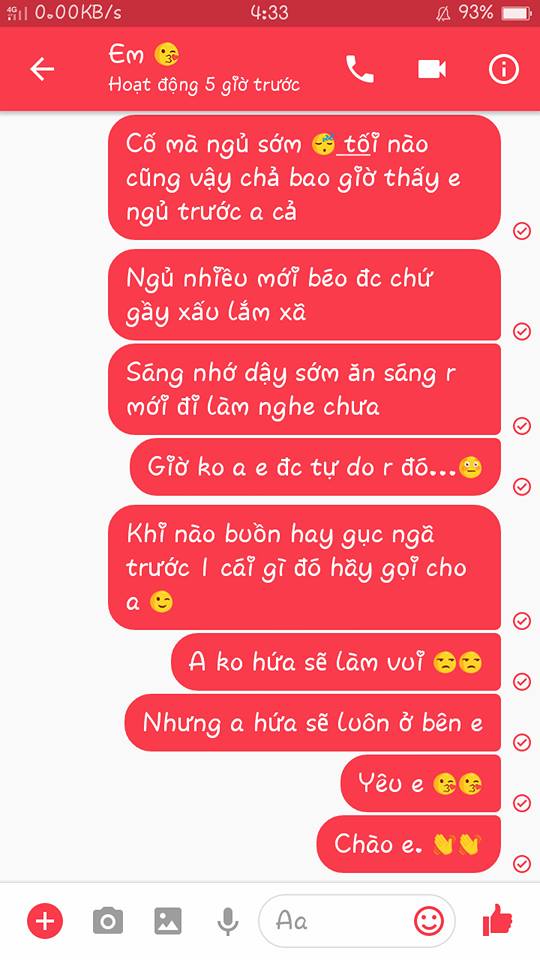 4G 0.00KB/s 4:33 93%
Em 😘
Hoạt động 5 giờ trước
Cố mà ngủ sớm 😴 tối nào
cũng vậy chả bao giờ thấy e
ngủ trước a cả
Ngủ nhiều mới béo đc chứ
gầy xấu lắm xã
Sáng nhớ dậy sớm ăn sáng r
mới đi làm nghe chưa
Giờ ko a e đc tự do r đó...😳
Khi nào buồn hay gục ngã
trước 1 cái gì đó hãy gọi cho
a 😉
A ko hứa sẽ làm vui 😒😒
Nhưng a hứa sẽ luôn ở bên e
Yêu e 😘😘
Chào e. 👏👏
Aa